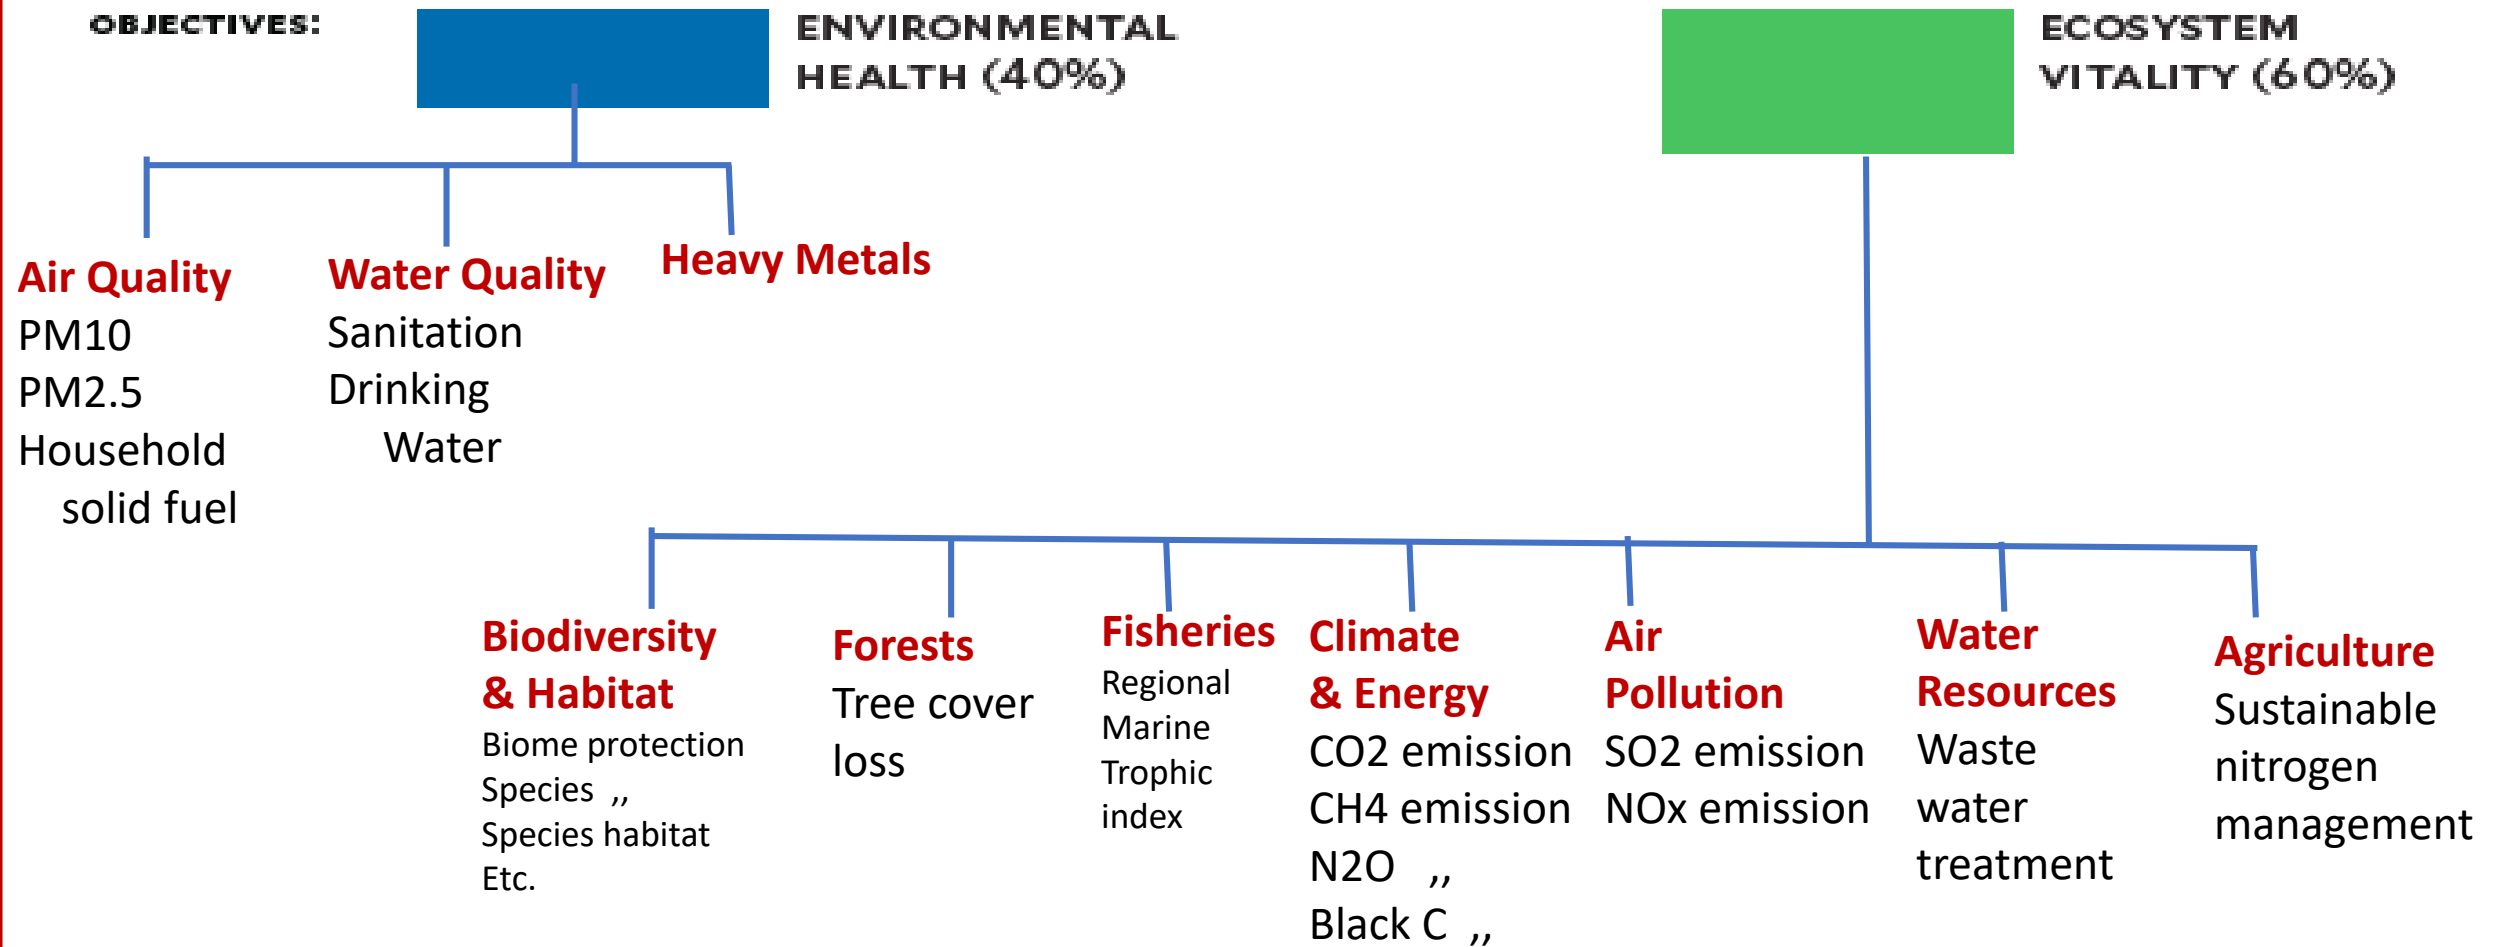 OBJECTIVES:
ENVIRONMENTAL
HEALTH (40%)
ECOSYSTEM
VITALITY (60%)
Air Quality
PM10
PM2.5
Household
solid fuel
Water Quality
Sanitation
Drinking
Water
Heavy Metals
Biodiversity
& Habitat
Biome protection
Species ,,
Species habitat
Etc.
Forests
Tree cover
loss
Fisheries
Regional
Marine
Trophic
index
Climate
& Energy
CO2 emission
CH4 emission
N2O ,,
Black C ,,
Air
Pollution
SO2 emission
NOx emission
Water
Resources
Waste
water
treatment
Agriculture
Sustainable
nitrogen
management